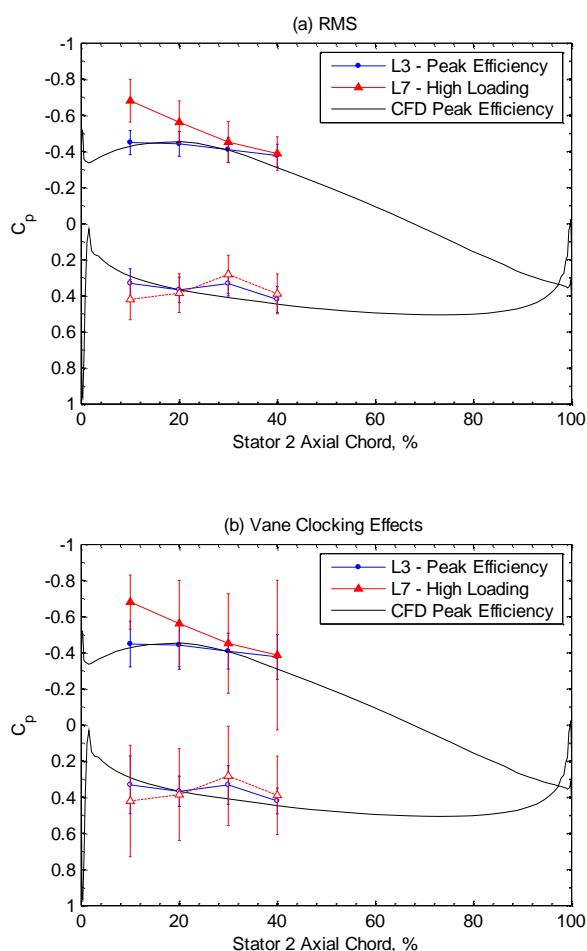 (a) RMS
-1
-0.8
-0.6
-0.4
-0.2
0
0.2
0.4
0.6
0.8
1
C_p
L3 - Peak Efficiency
L7 - High Loading
CFD Peak Efficiency
0 20 40 60 80 100
Stator 2 Axial Chord, %
(b) Vane Clocking Effects
-1
-0.8
-0.6
-0.4
-0.2
0
0.2
0.4
0.6
0.8
1
C_p
L3 - Peak Efficiency
L7 - High Loading
CFD Peak Efficiency
0 20 40 60 80 100
Stator 2 Axial Chord, %